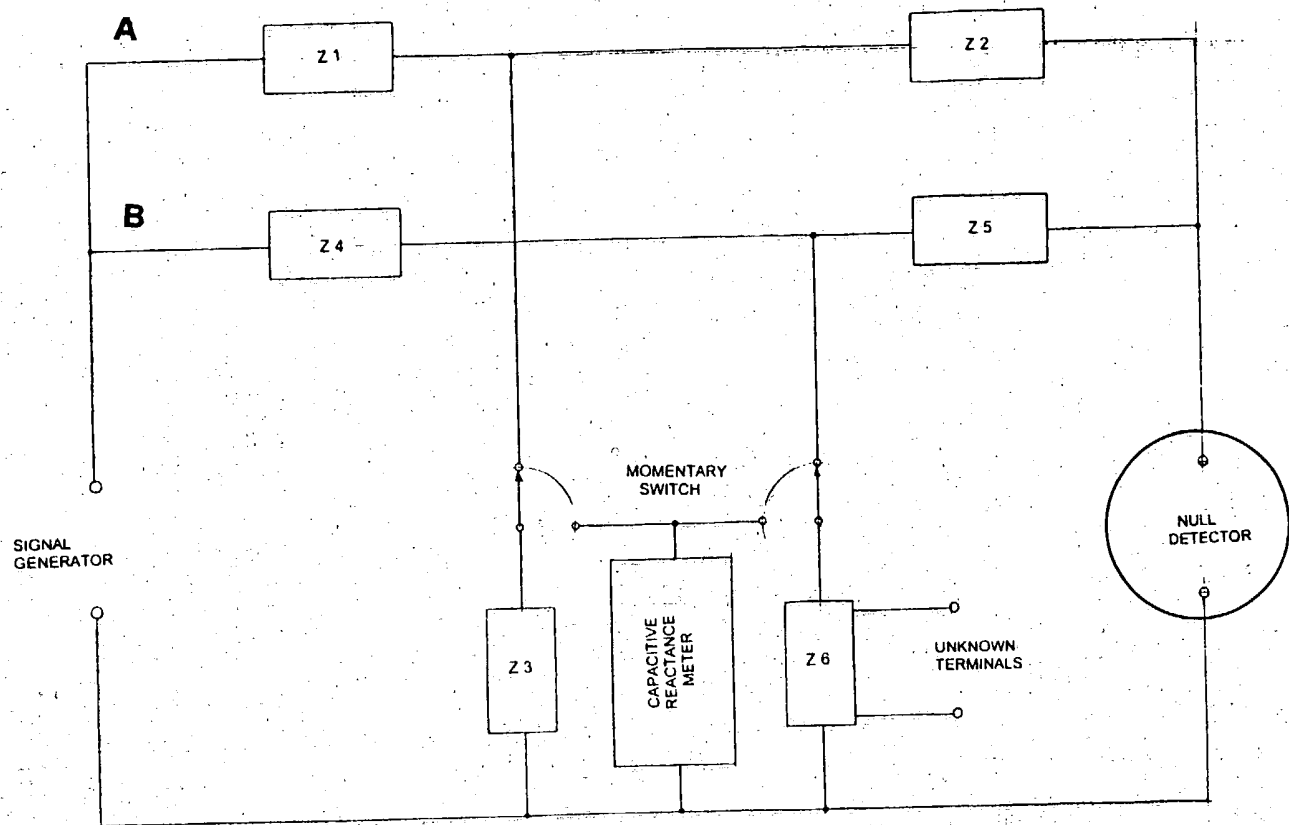 A
Z 1
Z 2
B
Z 4
Z 5
MOMENTARY
SWITCH
SIGNAL
GENERATOR
NULL
DETECTOR
Z 3
CAPACITIVE
REACTANCE
METER
Z 6
UNKNOWN
TERMINALS